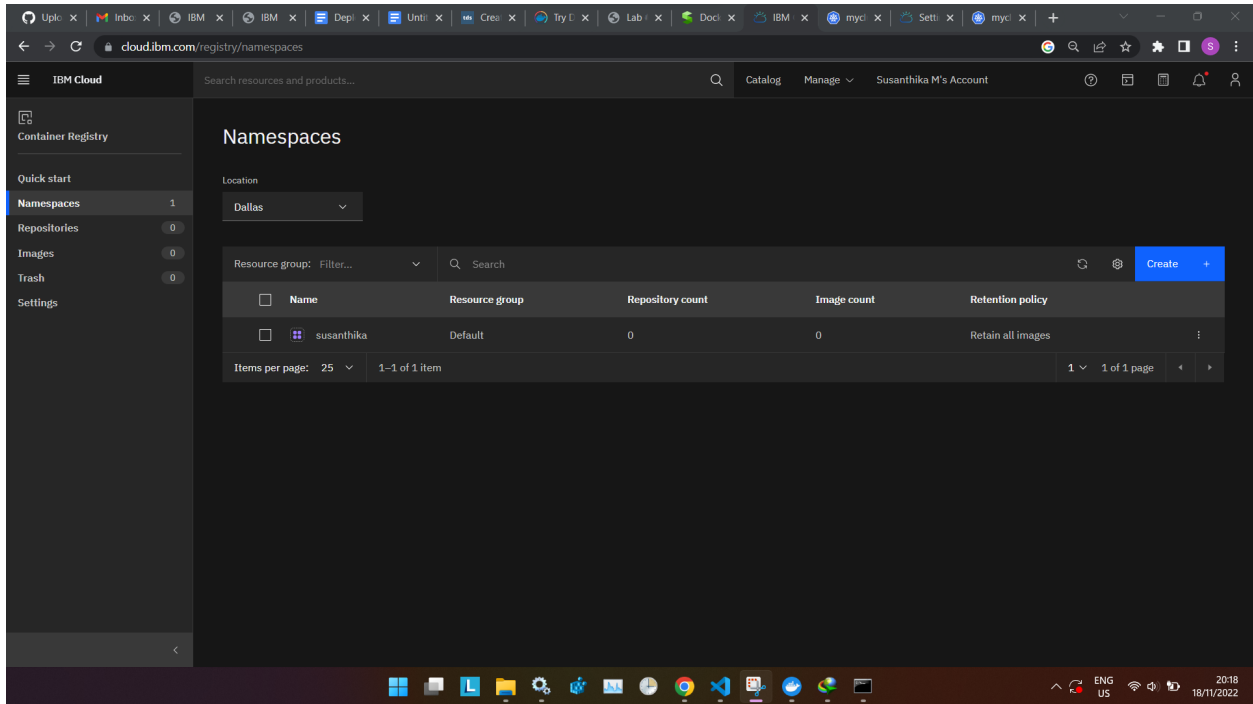 Uplo Inbo IBM IBM Depl Untit tds Crea Try D Lab Dock IBM mycl Setti mycl
cloud.ibm.com/registry/namespaces S
IBM Cloud Search resources and products... Catalog Manage Susanthika M's Account
Container Registry
Namespaces
Quick start
Location
Namespaces 1
Dallas
Repositories 0
Images 0
Resource group: Filter... Search Create +
Trash 0
Settings
Name Resource group Repository count Image count Retention policy
susanthika Default 0 0 Retain all images
Items per page: 25 1–1 of 1 item 1 1 of 1 page
L ENG 20:18
US 18/11/2022